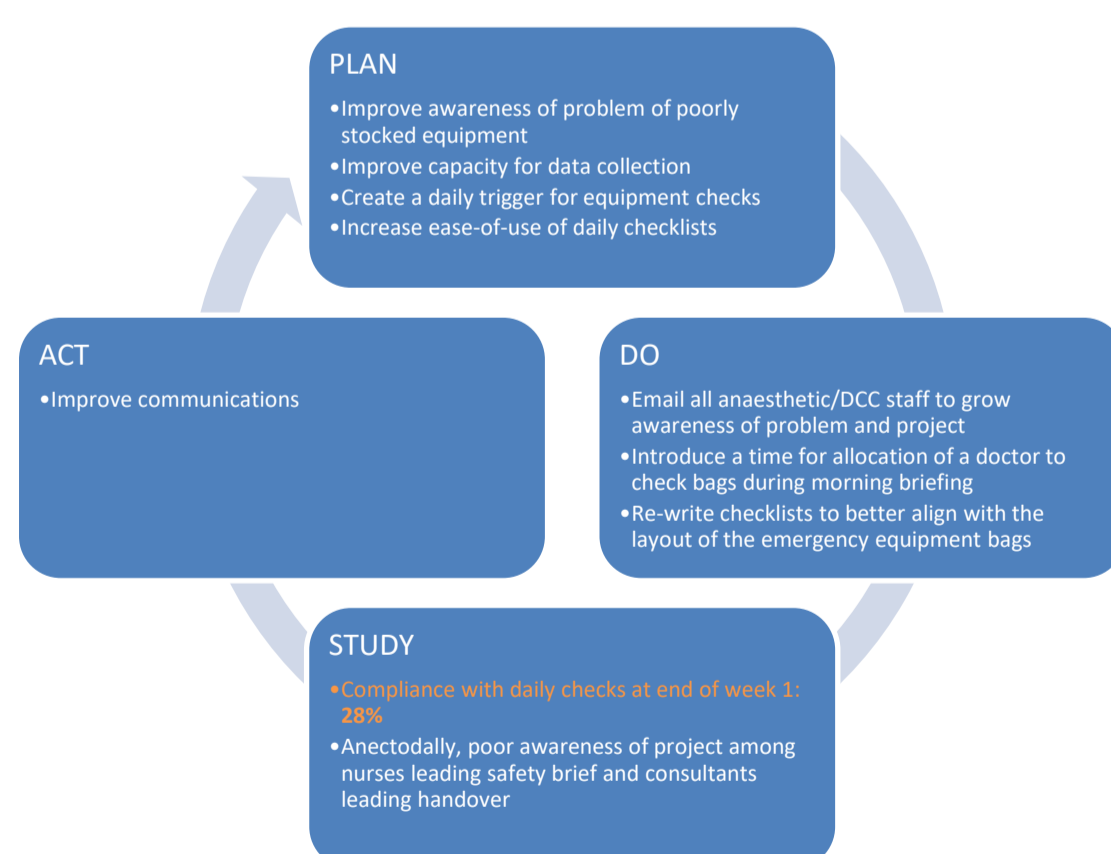 PLAN
•Improve awareness of problem of poorly
stocked equipment
•Improve capacity for data collection
•Create a daily trigger for equipment checks
•Increase ease-of-use of daily checklists
DO
•Email all anaesthetic/DCC staff to grow
awareness of problem and project
•Introduce a time for allocation of a doctor to
check bags during morning briefing
•Re-write checklists to better align with the
layout of the emergency equipment bags
STUDY
•Compliance with daily checks at end of week 1:
28%
•Anectodally, poor awareness of project among
nurses leading safety brief and consultants
leading handover
ACT
•Improve communications